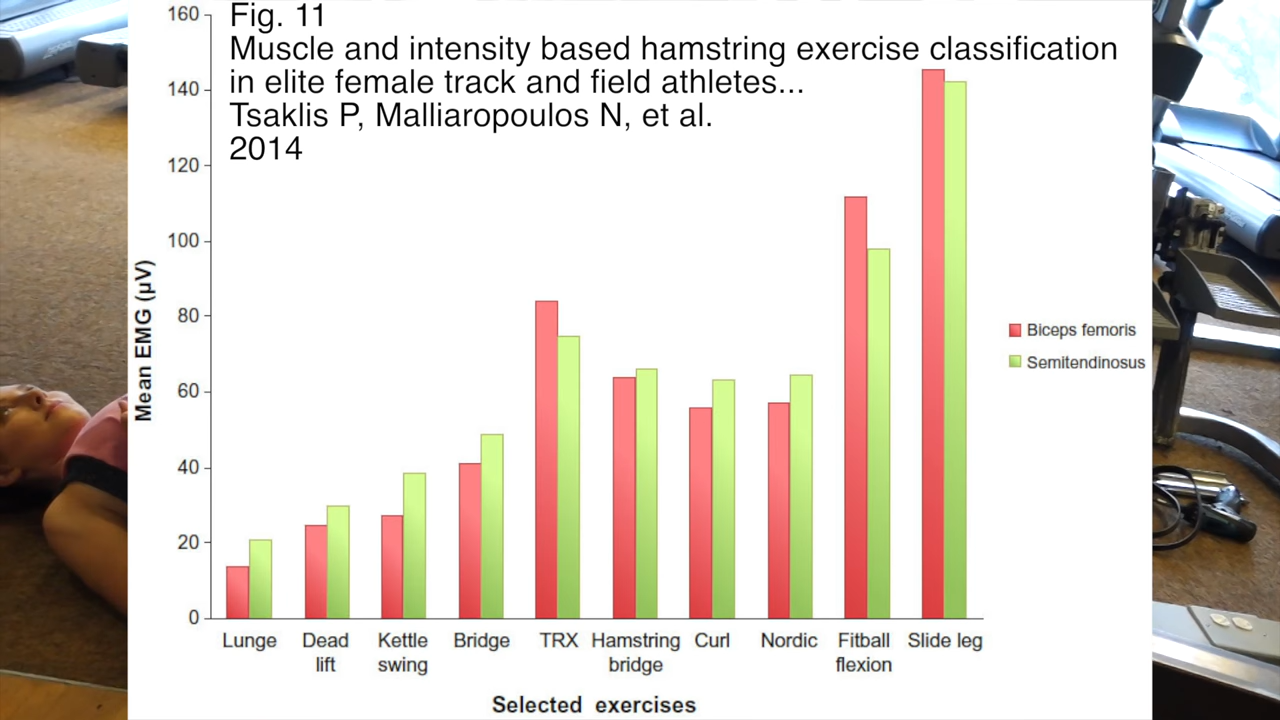 Fig. 11
Muscle and intensity based hamstring exercise classification
in elite female track and field athletes...
Tsaklis P, Malliaropoulos N, et al.
2014
160
140
120
100
80
60
40
20
0
Mean EMG (µV)
Biceps femoris
Semitendinosus
Lunge
Dead
lift
Kettle
swing
Bridge
TRX
Hamstring
bridge
Curl
Nordic
Fitball
flexion
Slide leg
Selected exercises